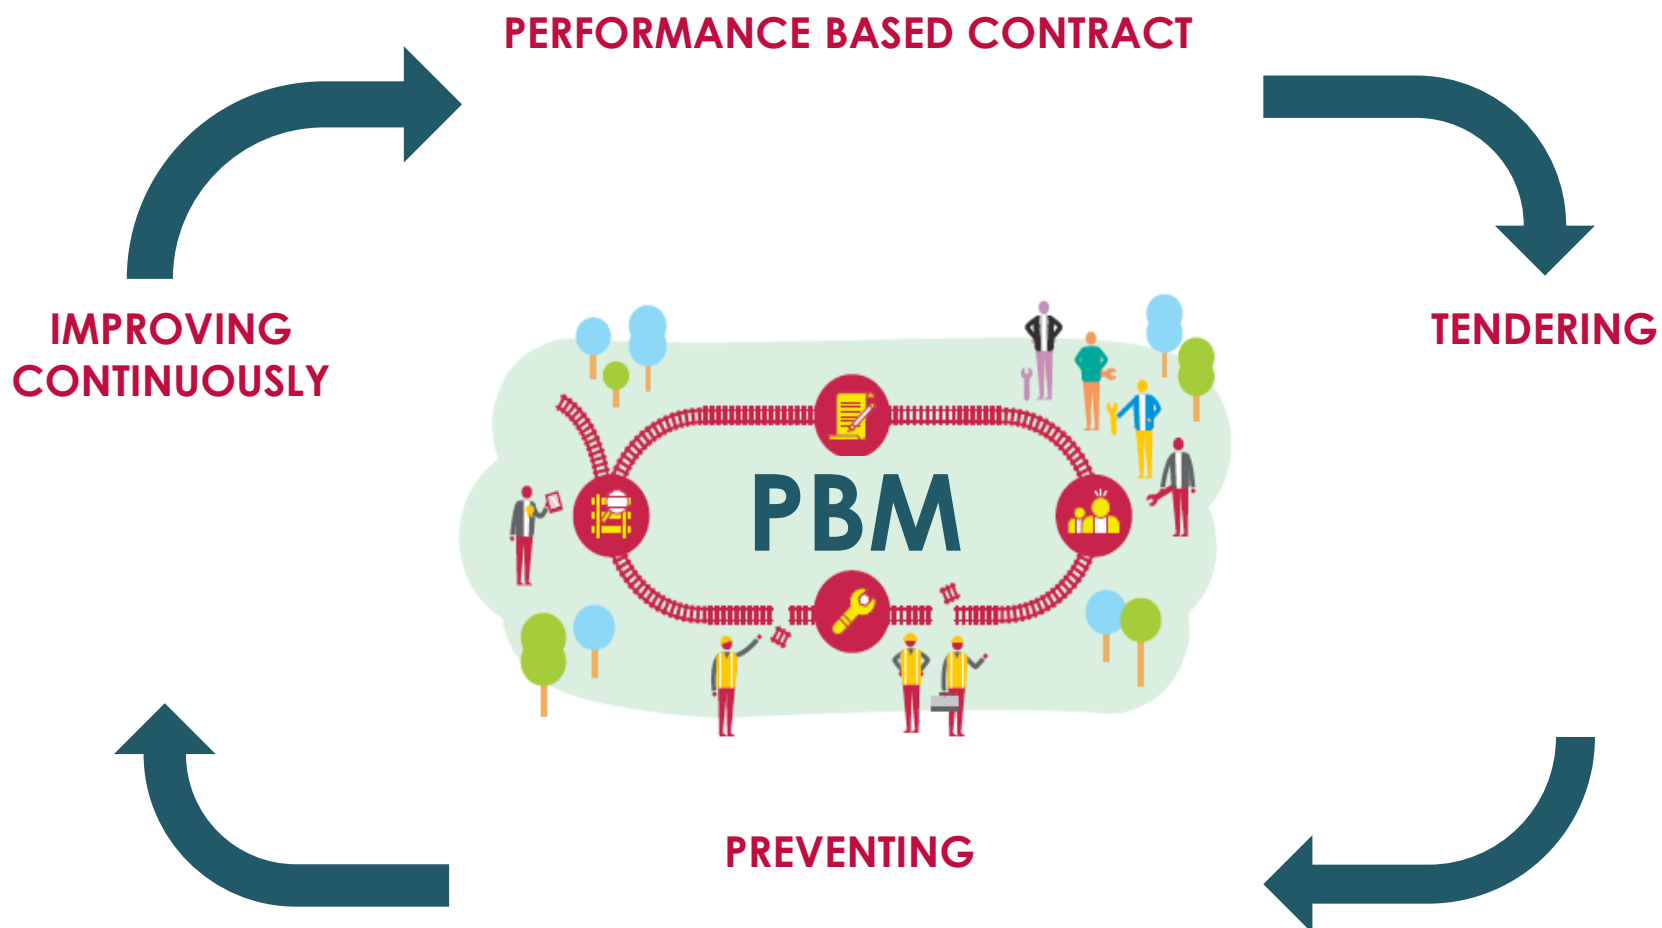 PERFORMANCE BASED CONTRACT
IMPROVING
CONTINUOUSLY
TENDERING
PBM
PREVENTING